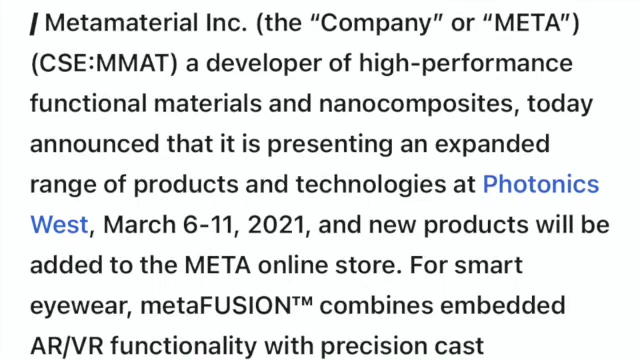 / Metamaterial Inc. (the “Company” or “META”)
(CSE:MMAT) a developer of high-performance
functional materials and nanocomposites, today
announced that it is presenting an expanded
range of products and technologies at Photonics
West, March 6-11, 2021, and new products will be
added to the META online store. For smart
eyewear, metaFUSION™ combines embedded
AR/VR functionality with precision cast